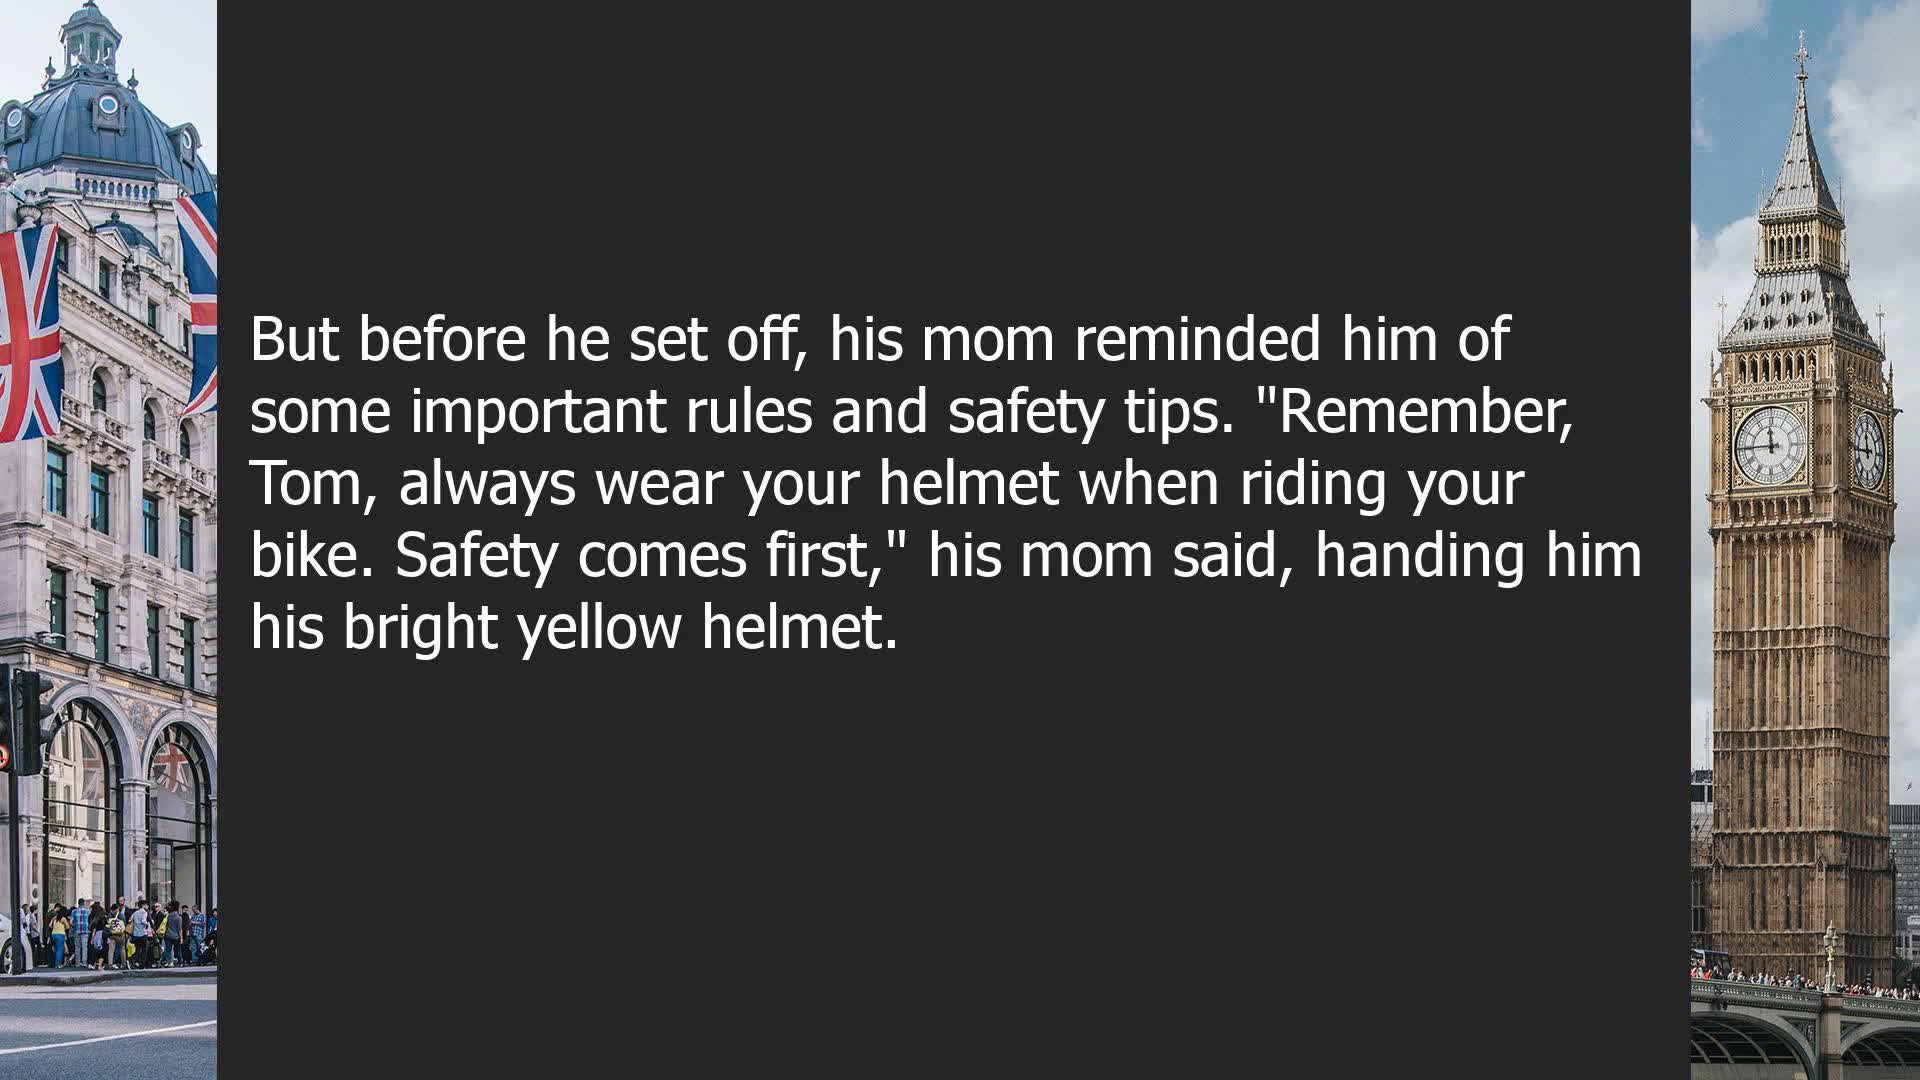 But before he set off, his mom reminded him of
some important rules and safety tips. "Remember,
Tom, always wear your helmet when riding your
bike. Safety comes first," his mom said, handing him
his bright yellow helmet.